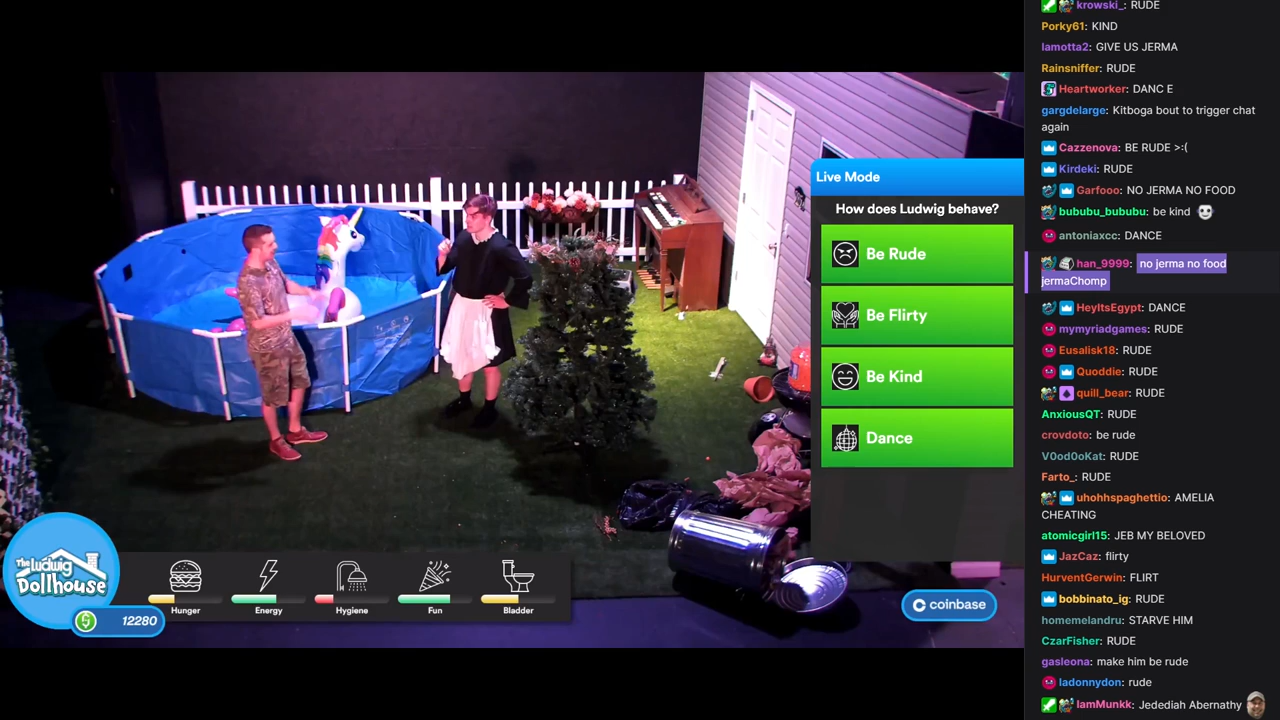 Live Mode
How does Ludwig behave?
Be Rude
Be Flirty
Be Kind
Dance
The Ludwig
Dollhouse
12280
Hunger
Energy
Hygiene
Fun
Bladder
coinbase
krowski_: RUDE
Porky61: KIND
lamotta2: GIVE US JERMA
Rainsniffer: RUDE
Heartworker: DANC E
gargdelarge: Kitboga bout to trigger chat
again
Cazzenova: BE RUDE >:(
Kirdeki: RUDE
Garfooo: NO JERMA NO FOOD
bububu_bububu: be kind
antoniaxcc: DANCE
han_9999: no jerma no food
jermaChomp
HeyItsEgypt: DANCE
mymyriadgames: RUDE
Eusalisk18: RUDE
Quoddie: RUDE
quill_bear: RUDE
AnxiousQT: RUDE
crovdoto: be rude
V0od0oKat: RUDE
Farto_: RUDE
uhohhspaghettio: AMELIA
CHEATING
atomicgirl15: JEB MY BELOVED
JazCaz: flirty
HurventGerwin: FLIRT
bobbinato_ig: RUDE
homemelandru: STARVE HIM
CzarFisher: RUDE
gasleona: make him be rude
ladonnydon: rude
IamMunkk: Jedediah Abernathy